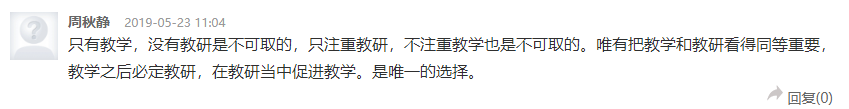 周秋静 2019-05-23 11:04
只有教学，没有教研是不可取的，只注重教研，不注重教学也是不可取的。唯有把教学和教研看得同等重要，
教学之后必定教研，在教研当中促进教学。是唯一的选择。
回复(0)